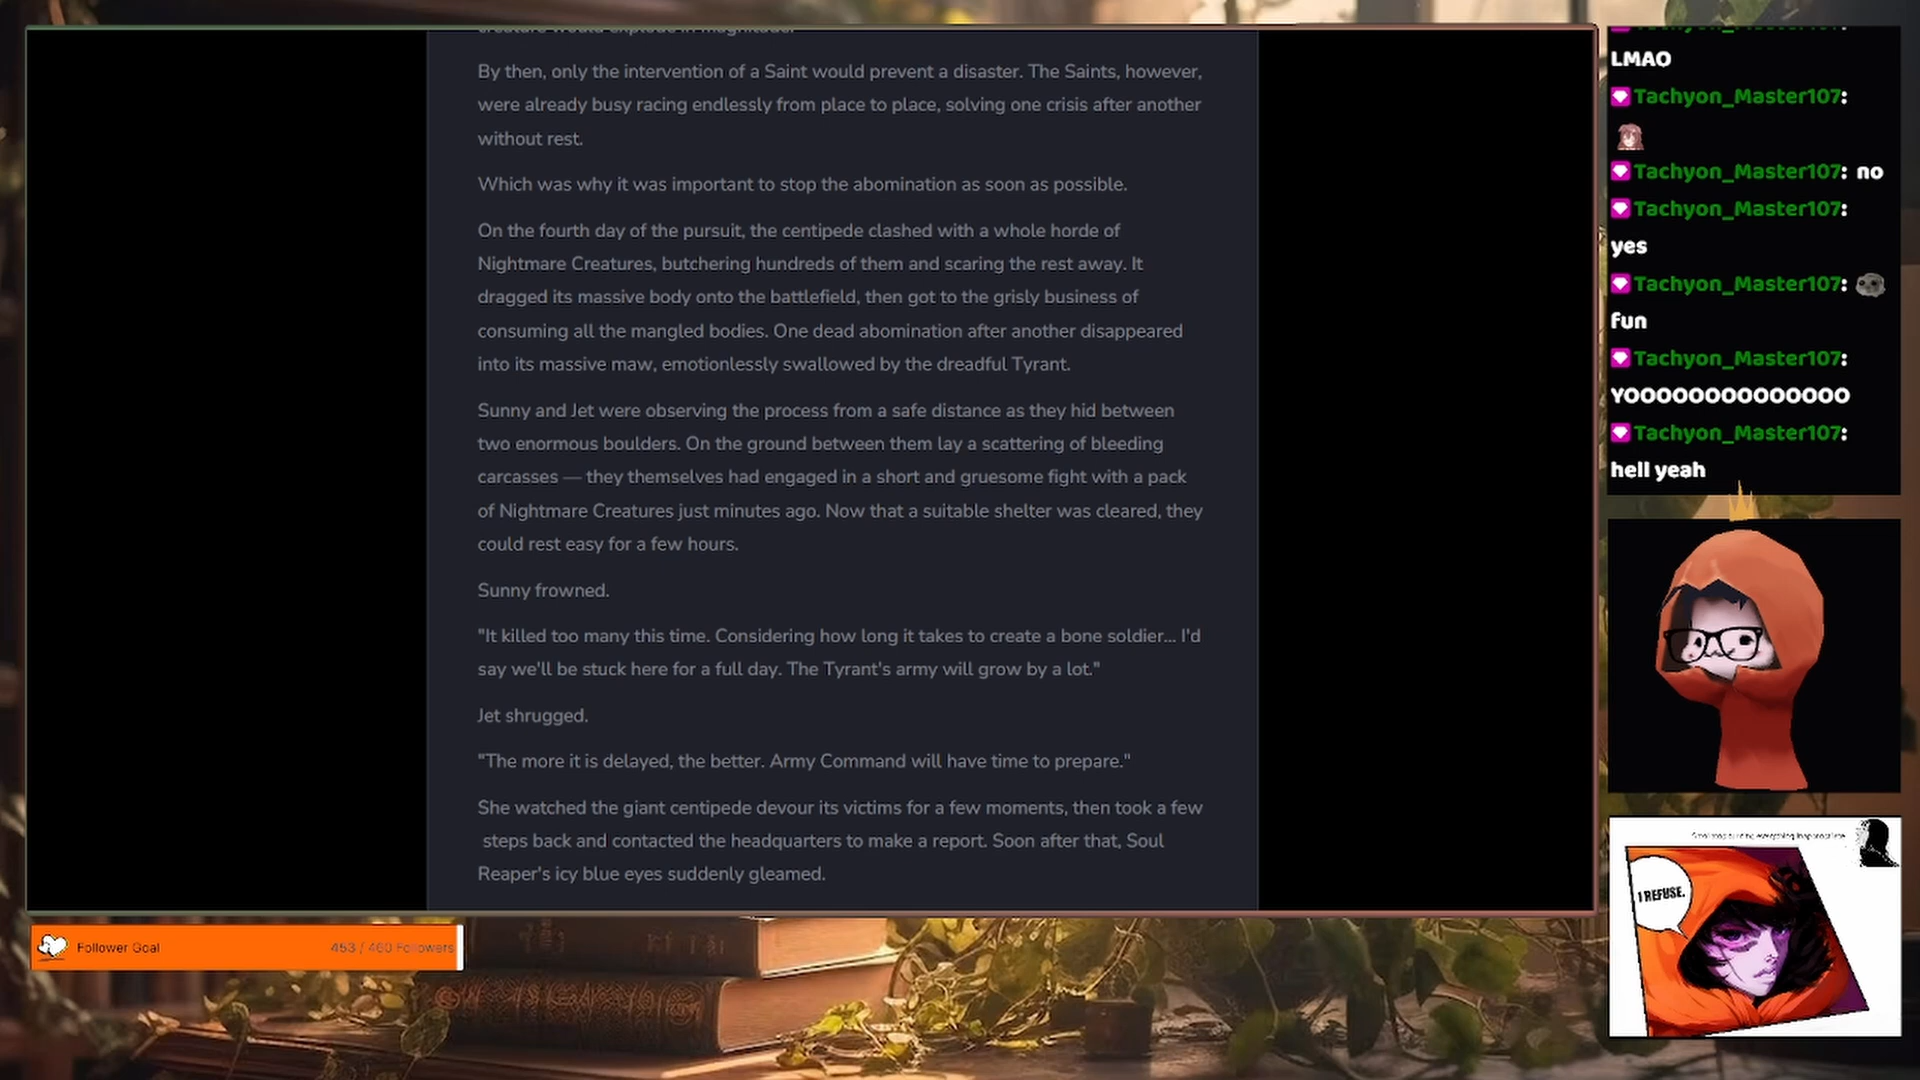 creature would explode in magnitude.
By then, only the intervention of a Saint would prevent a disaster. The Saints, however,
were already busy racing endlessly from place to place, solving one crisis after another
without rest.
Which was why it was important to stop the abomination as soon as possible.
On the fourth day of the pursuit, the centipede clashed with a whole horde of
Nightmare Creatures, butchering hundreds of them and scaring the rest away. It
dragged its massive body onto the battlefield, then got to the grisly business of
consuming all the mangled bodies. One dead abomination after another disappeared
into its massive maw, emotionlessly swallowed by the dreadful Tyrant.
Sunny and Jet were observing the process from a safe distance as they hid between
two enormous boulders. On the ground between them lay a scattering of bleeding
carcasses — they themselves had engaged in a short and gruesome fight with a pack
of Nightmare Creatures just minutes ago. Now that a suitable shelter was cleared, they
could rest easy for a few hours.
Sunny frowned.
"It killed too many this time. Considering how long it takes to create a bone soldier... I'd
say we'll be stuck here for a full day. The Tyrant's army will grow by a lot."
Jet shrugged.
"The more it is delayed, the better. Army Command will have time to prepare."
She watched the giant centipede devour its victims for a few moments, then took a few
steps back and contacted the headquarters to make a report. Soon after that, Soul
Reaper's icy blue eyes suddenly gleamed.
Follower Goal
453 / 460 Followers
LMAO
Tachyon_Master107:
Tachyon_Master107: no
Tachyon_Master107:
yes
Tachyon_Master107:
fun
Tachyon_Master107:
YOOOOOOOOOOOOOO
Tachyon_Master107:
hell yeah
I REFUSE.